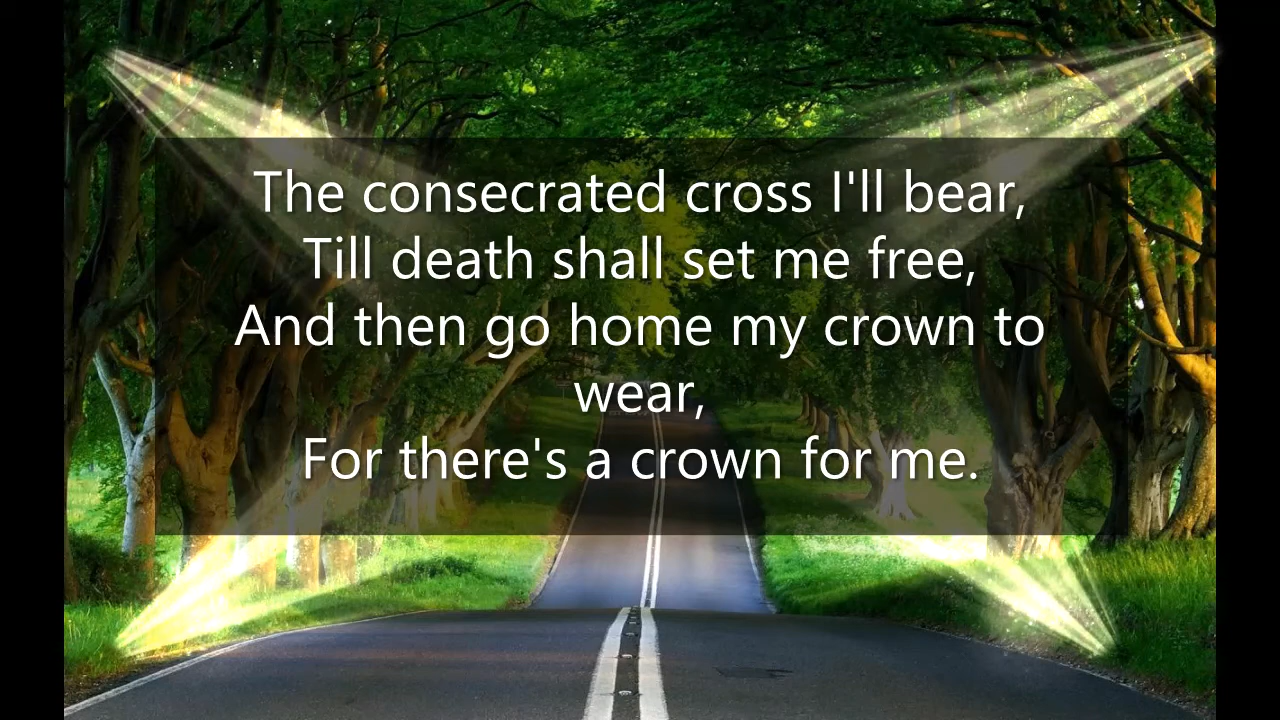 The consecrated cross I'll bear,
Till death shall set me free,
And then go home my crown to
wear,
For there's a crown for me.